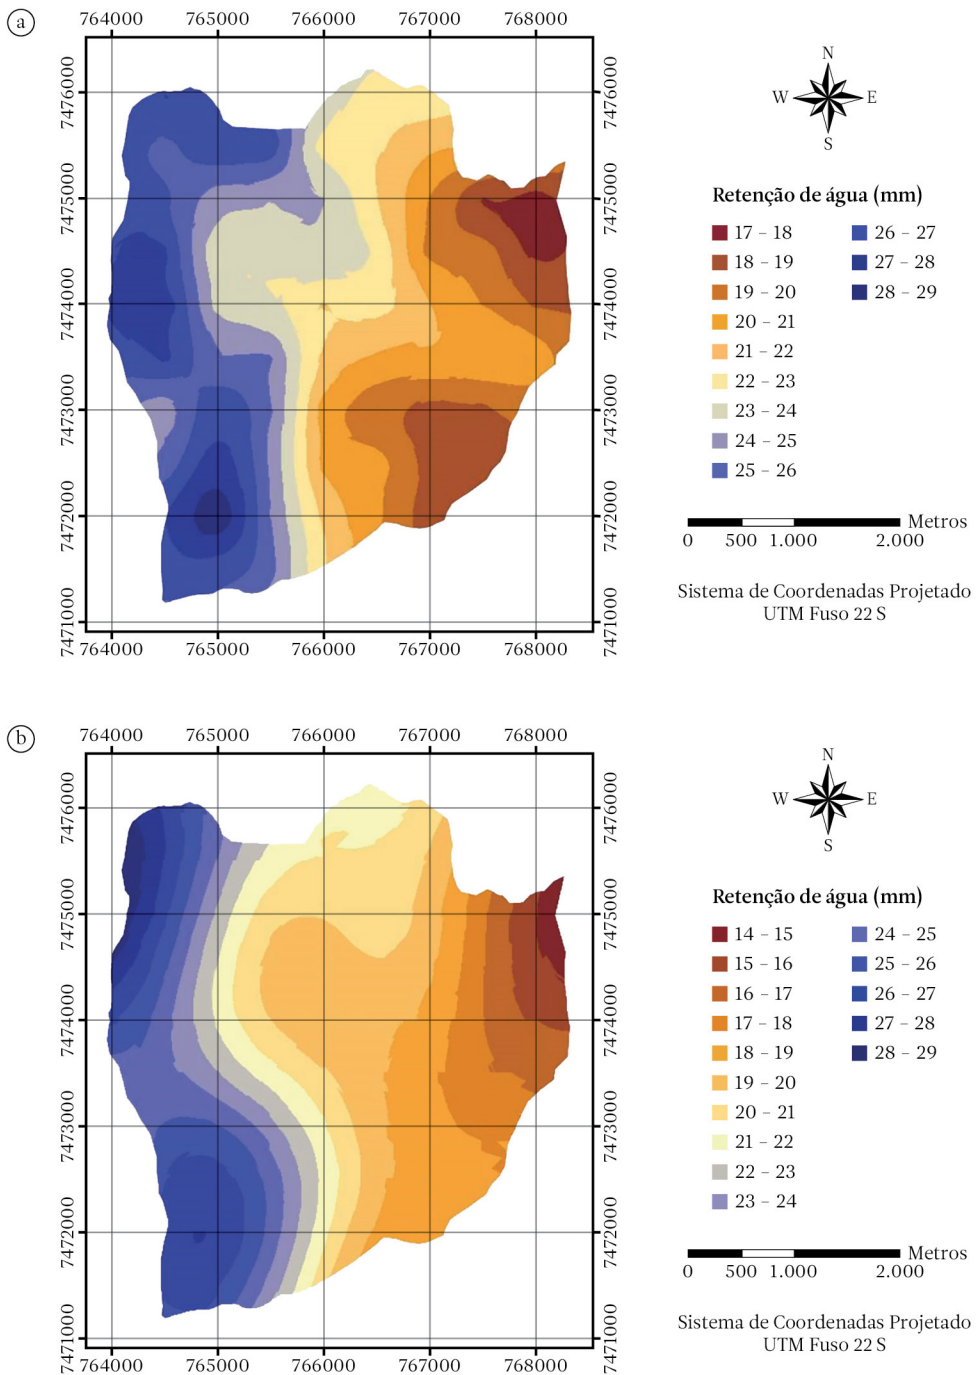 a
764000 765000 766000 767000 768000
7476000
7475000
7474000
7473000
7472000
7471000
7476000
7475000
7474000
7473000
7472000
7471000
764000 765000 766000 767000 768000
N
W E
S
Retenção de água (mm)
17 – 18
18 – 19
19 – 20
20 – 21
21 – 22
22 – 23
23 – 24
24 – 25
25 – 26
26 – 27
27 – 28
28 – 29
Metros
0 500 1.000 2.000
Sistema de Coordenadas Projetado
UTM Fuso 22 S
b
764000 765000 766000 767000 768000
7476000
7475000
7474000
7473000
7472000
7471000
7476000
7475000
7474000
7473000
7472000
7471000
764000 765000 766000 767000 768000
N
W E
S
Retenção de água (mm)
14 – 15
15 – 16
16 – 17
17 – 18
18 – 19
19 – 20
20 – 21
21 – 22
22 – 23
23 – 24
24 – 25
25 – 26
26 – 27
27 – 28
28 – 29
Metros
0 500 1.000 2.000
Sistema de Coordenadas Projetado
UTM Fuso 22 S